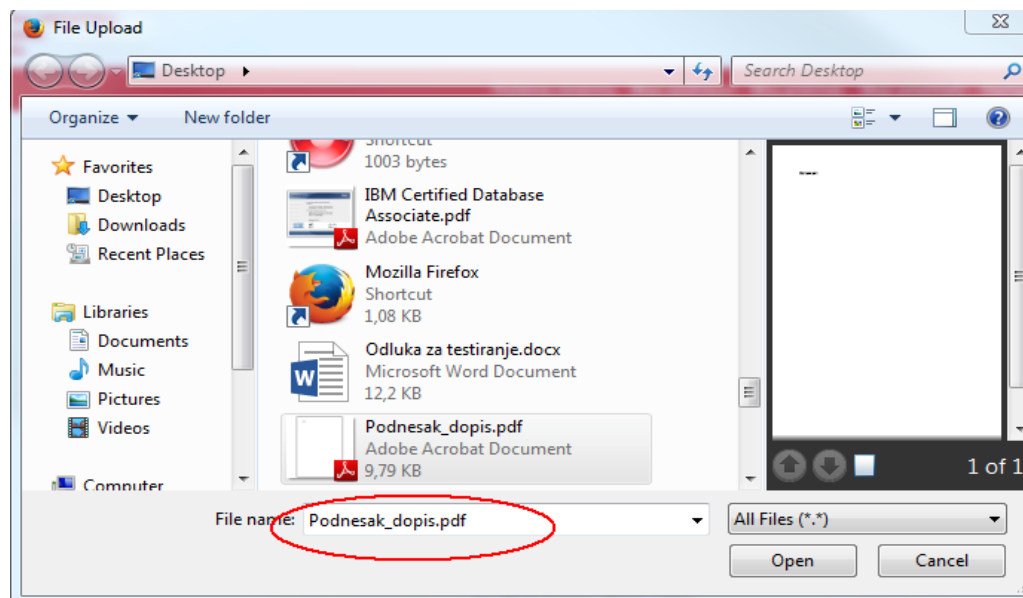 File Upload
Desktop
Search Desktop
Organize
New folder
Favorites
Desktop
Downloads
Recent Places
Libraries
Documents
Music
Pictures
Videos
Computer
Shortcut
1003 bytes
IBM Certified Database
Associate.pdf
Adobe Acrobat Document
Mozilla Firefox
Shortcut
1,08 KB
Odluka za testiranje.docx
Microsoft Word Document
12,2 KB
Podnesak_dopis.pdf
Adobe Acrobat Document
9,79 KB
1 of 1
File name: Podnesak_dopis.pdf
All Files (*.*)
Open
Cancel